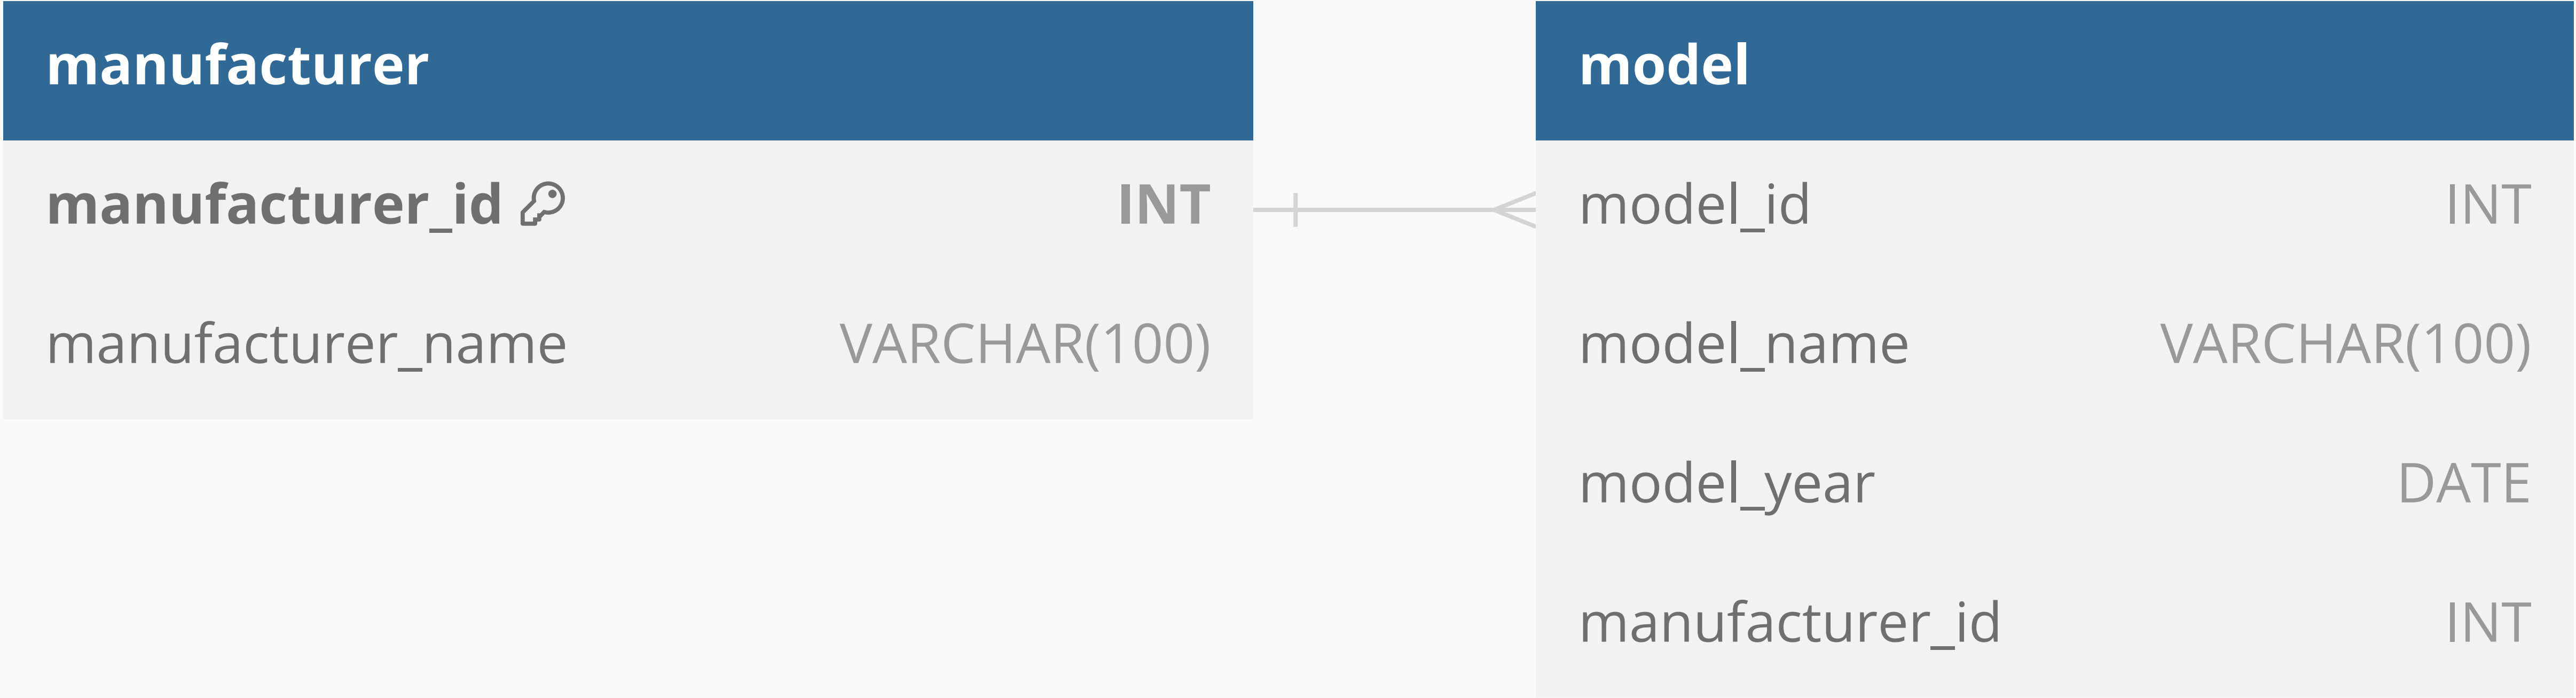 manufacturer
manufacturer_id INT
manufacturer_name VARCHAR(100)
model
model_id INT
model_name VARCHAR(100)
model_year DATE
manufacturer_id INT